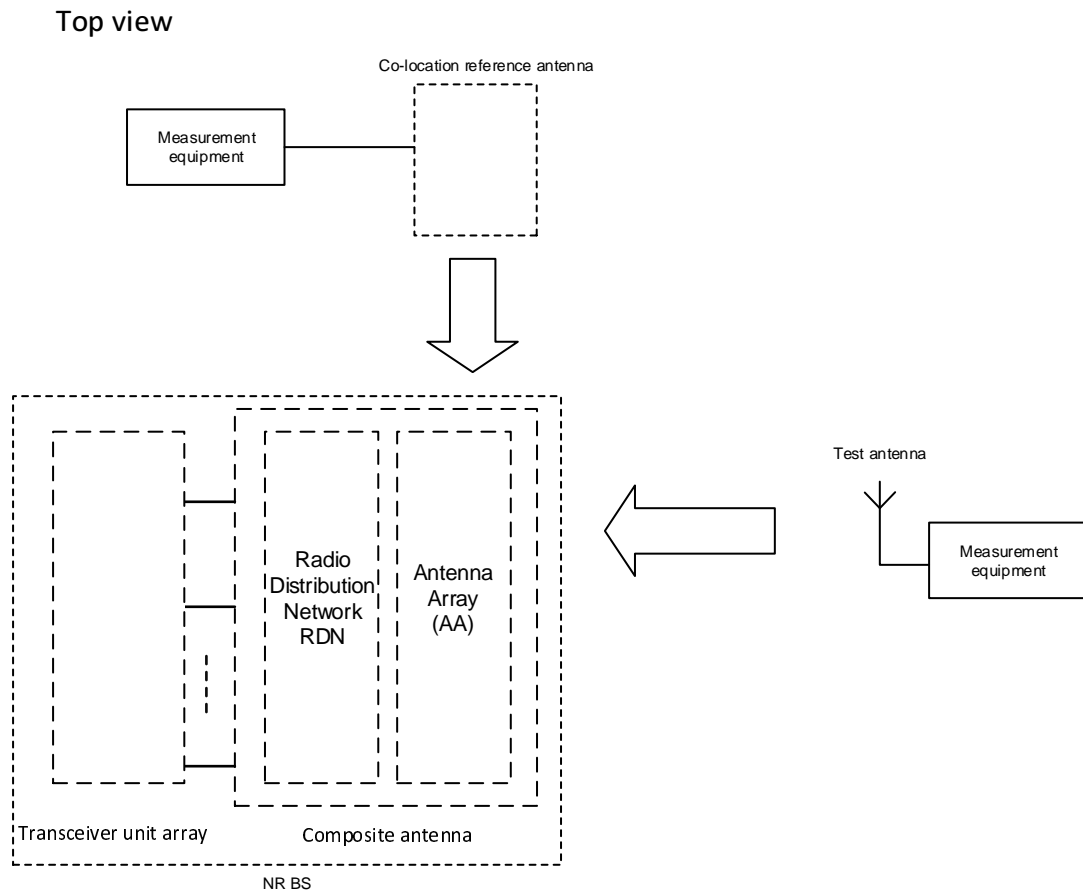 Top view
Co-location reference antenna
Measurement
equipment
Test antenna
Measurement
equipment
Radio
Distribution
Network
RDN
Antenna
Array
(AA)
Transceiver unit array
Composite antenna
NR BS